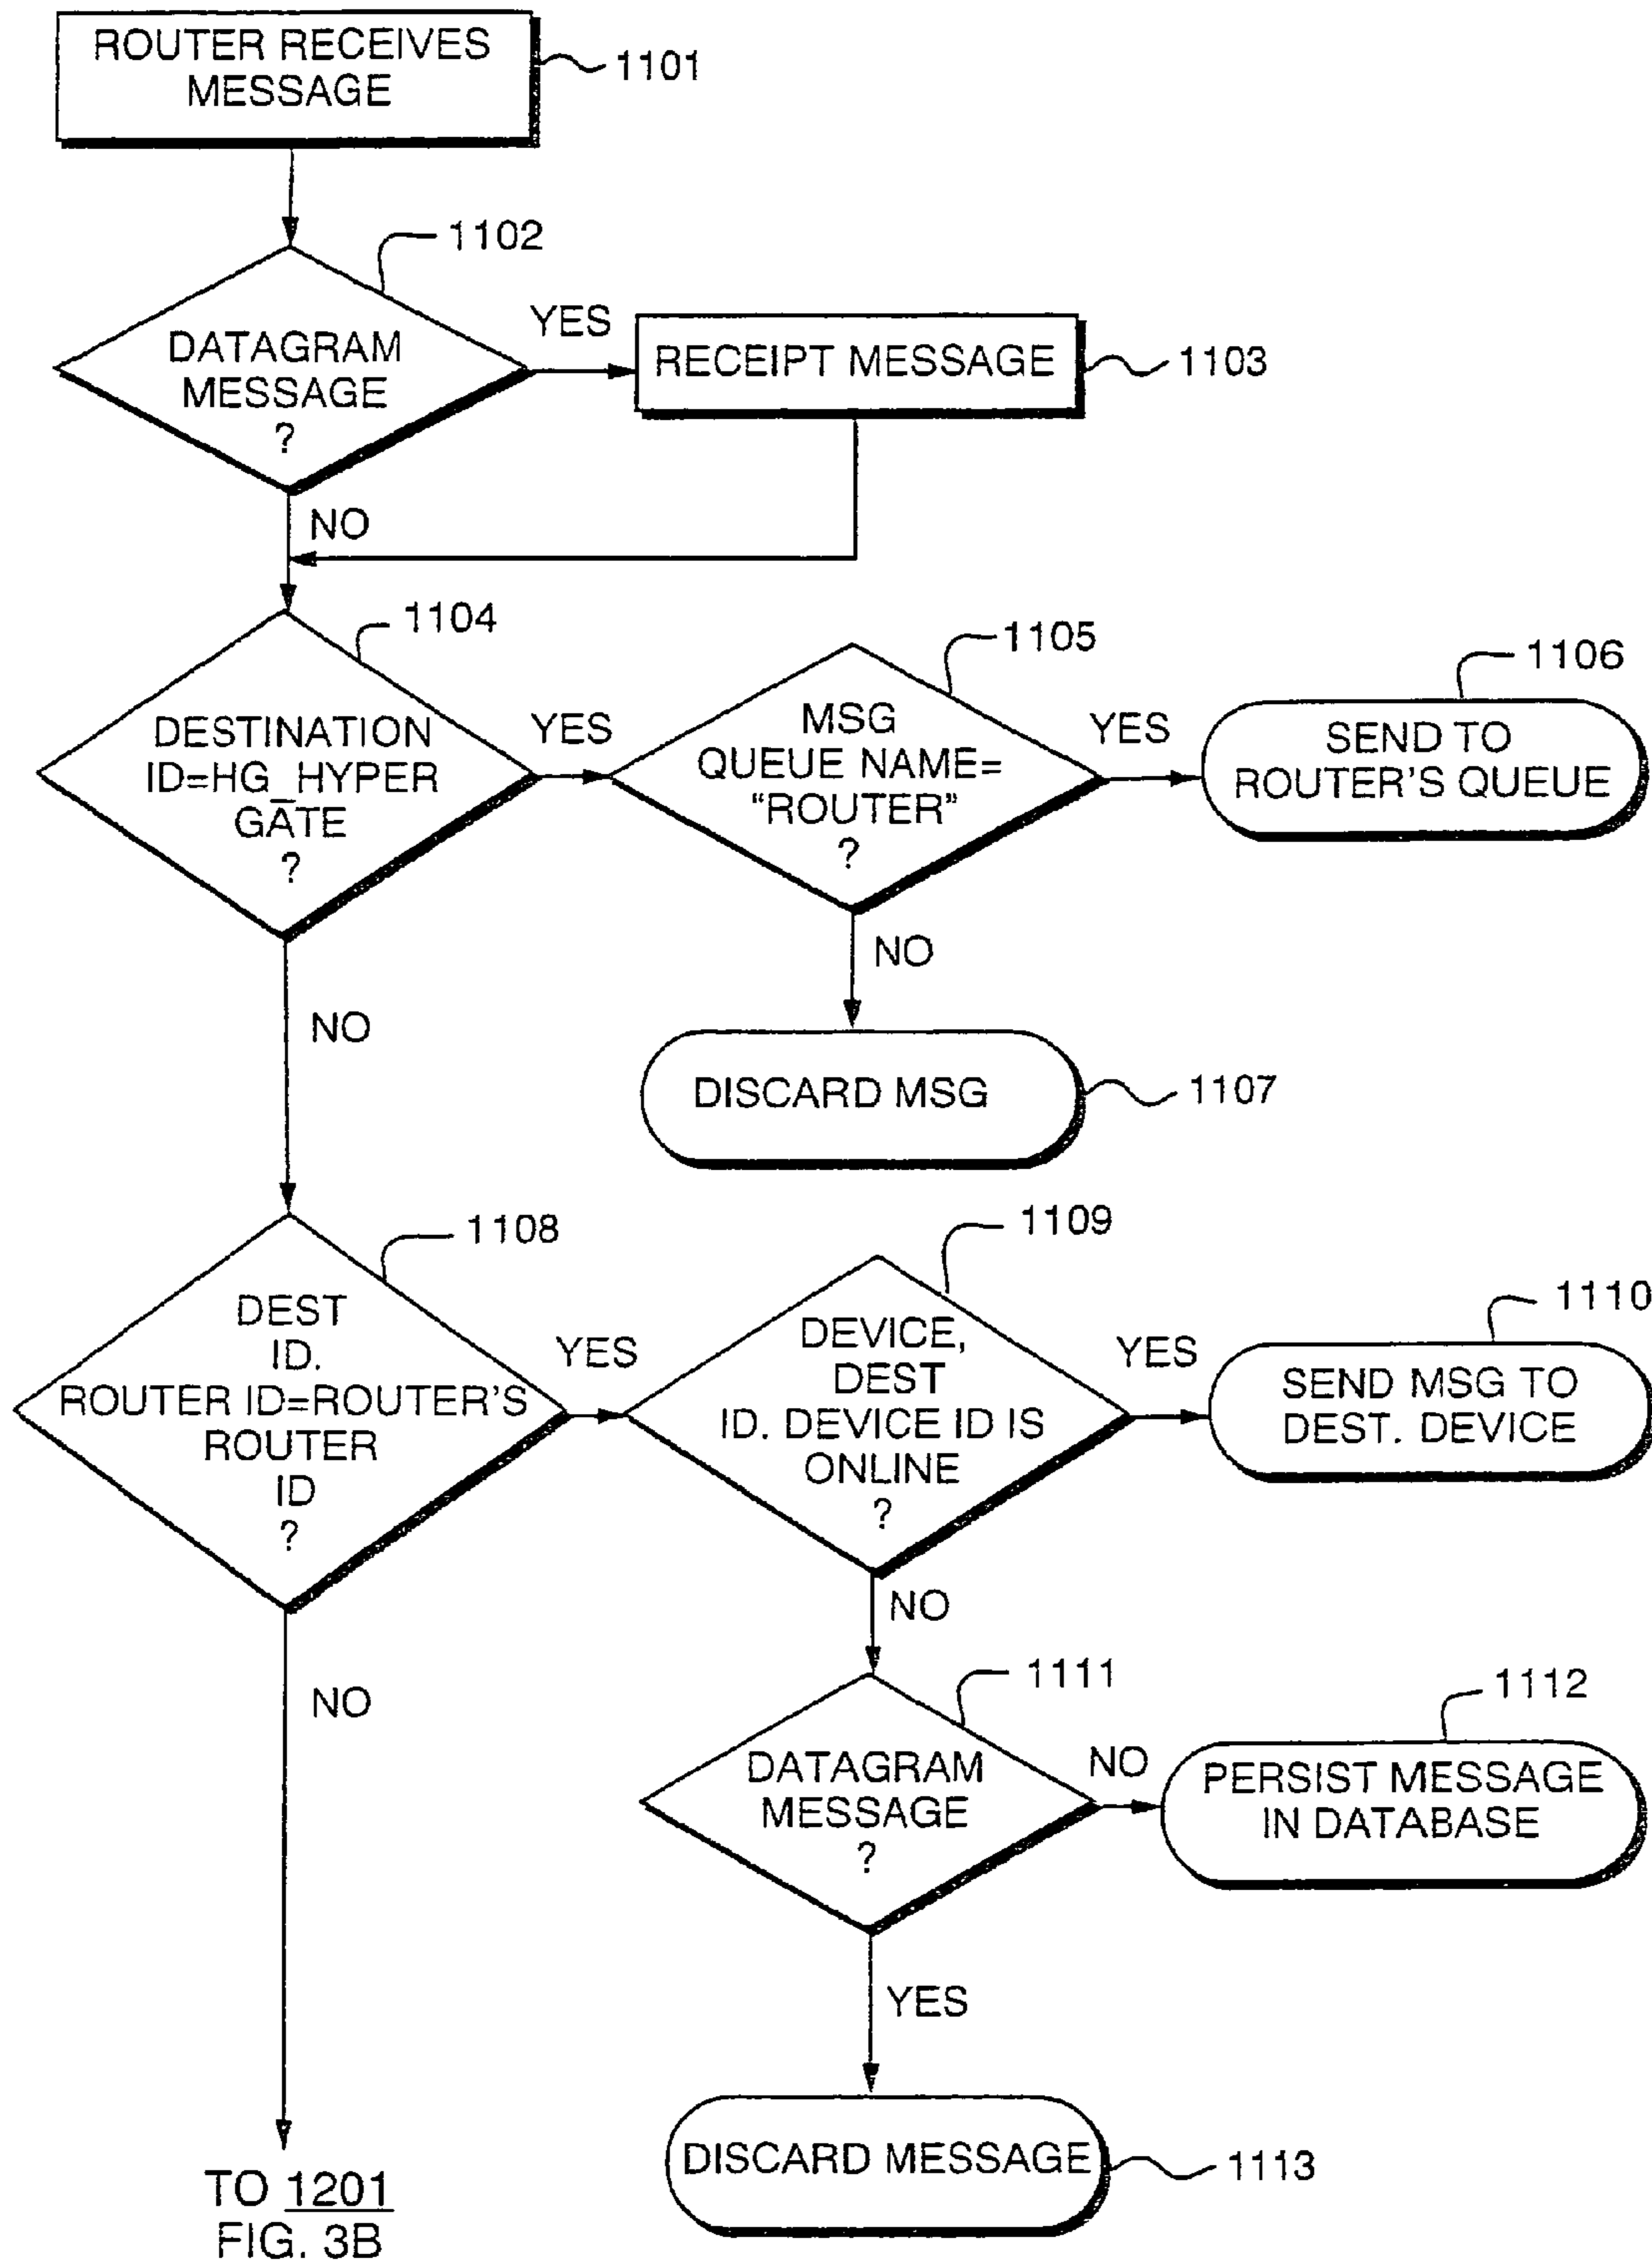 ROUTER RECEIVES
MESSAGE
1101
1102
DATAGRAM
MESSAGE
?
YES
RECEIPT MESSAGE
1103
NO
1104
DESTINATION
ID=HG_HYPER
GATE
?
YES
1105
MSG
QUEUE NAME=
“ROUTER”
?
YES
1106
SEND TO
ROUTER'S QUEUE
NO
DISCARD MSG
1107
NO
1108
DEST
ID.
ROUTER ID=ROUTER'S
ROUTER
ID
?
YES
1109
DEVICE,
DEST
ID. DEVICE ID IS
ONLINE
?
YES
1110
SEND MSG TO
DEST. DEVICE
NO
1111
DATAGRAM
MESSAGE
?
NO
1112
PERSIST MESSAGE
IN DATABASE
YES
DISCARD MESSAGE
1113
NO
TO 1201
FIG. 3B